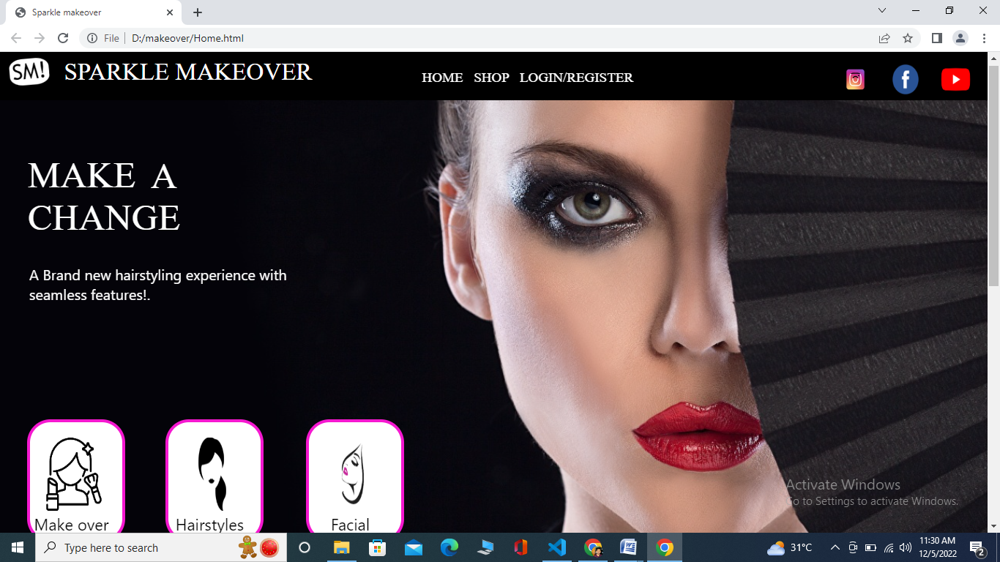 Sparkle makeover
File D:/makeover/Home.html
SM! SPARKLE MAKEOVER HOME SHOP LOGIN/REGISTER
MAKE A
CHANGE
A Brand new hairstyling experience with
seamless features!.
Activate Windows
Go to Settings to activate Windows.
Make over Hairstyles Facial
Type here to search
31°C
11:30 AM
12/5/2022
2